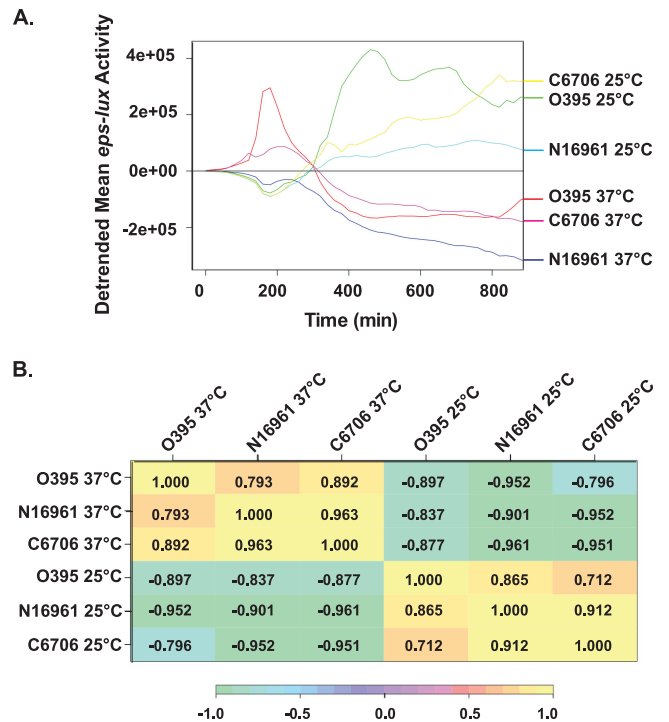 A.
Detrended Mean eps-lux Activity
4e+05
2e+05
0e+00
-2e+05
C6706 25°C
O395 25°C
N16961 25°C
O395 37°C
C6706 37°C
N16961 37°C
0 200 400 600 800
Time (min)
B.
O395 37°C N16961 37°C C6706 37°C O395 25°C N16961 25°C C6706 25°C
O395 37°C 1.000 0.793 0.892 -0.897 -0.952 -0.796
N16961 37°C 0.793 1.000 0.963 -0.837 -0.901 -0.952
C6706 37°C 0.892 0.963 1.000 -0.877 -0.961 -0.951
O395 25°C -0.897 -0.837 -0.877 1.000 0.865 0.712
N16961 25°C -0.952 -0.901 -0.961 0.865 1.000 0.912
C6706 25°C -0.796 -0.952 -0.951 0.712 0.912 1.000
-1.0 -0.5 0.0 0.5 1.0